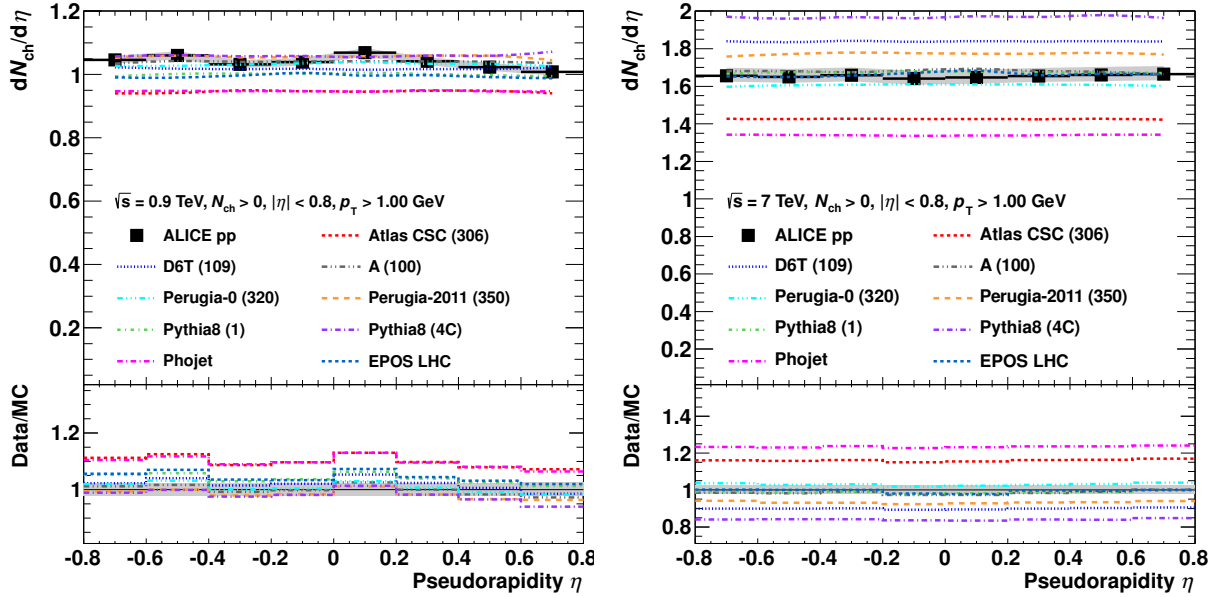 dN_ch/dη
1.2
1
0.8
0.6
0.4
0.2
√s = 0.9 TeV, N_ch > 0, |η| < 0.8, p_T > 1.00 GeV
ALICE pp
Atlas CSC (306)
D6T (109)
A (100)
Perugia-0 (320)
Perugia-2011 (350)
Pythia8 (1)
Pythia8 (4C)
Phojet
EPOS LHC
Data/MC
1.2
1
-0.8 -0.6 -0.4 -0.2 0 0.2 0.4 0.6 0.8
Pseudorapidity η
dN_ch/dη
2
1.8
1.6
1.4
1.2
1
0.8
0.6
0.4
0.2
√s = 7 TeV, N_ch > 0, |η| < 0.8, p_T > 1.00 GeV
ALICE pp
Atlas CSC (306)
D6T (109)
A (100)
Perugia-0 (320)
Perugia-2011 (350)
Pythia8 (1)
Pythia8 (4C)
Phojet
EPOS LHC
Data/MC
1.4
1.2
1
0.8
-0.8 -0.6 -0.4 -0.2 0 0.2 0.4 0.6 0.8
Pseudorapidity η